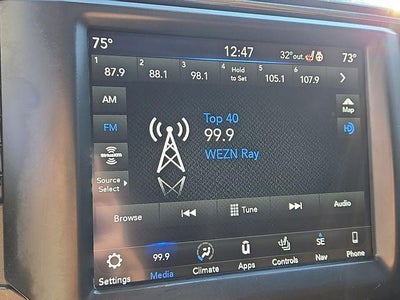 75° 12:47 32° out. 73°
1 87.9 2 88.1 3 98.1 4 Hold to Set 5 105.1 6 107.9
AM
Map
Top 40
FM
99.9
WEZN Ray
SiriusXM
Source Select
Browse Tune Audio
Settings 99.9 Media Climate Apps Controls SE Nav Phone